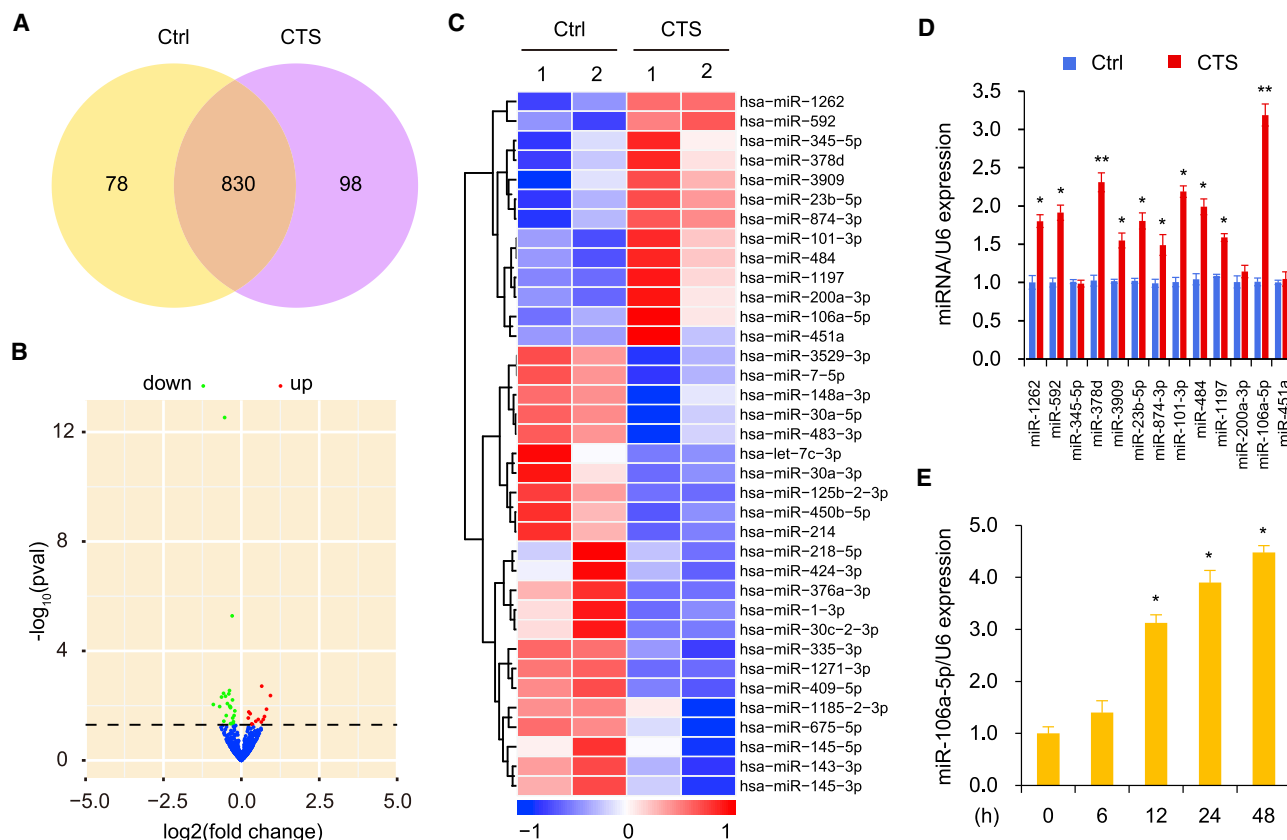 A
Ctrl
CTS
78
830
98
B
down
up
12
8
4
0
-log10(pval)
−5.0
−2.5
0.0
2.5
5.0
log2(fold change)
C
Ctrl
CTS
1
2
1
2
hsa−miR−1262
hsa−miR−592
hsa−miR−345−5p
hsa−miR−378d
hsa−miR−3909
hsa−miR−23b−5p
hsa−miR−874−3p
hsa−miR−101−3p
hsa−miR−484
hsa−miR−1197
hsa−miR−200a−3p
hsa−miR−106a−5p
hsa−miR−451a
hsa−miR−3529−3p
hsa−miR−7−5p
hsa−miR−148a−3p
hsa−miR−30a−5p
hsa−miR−483−3p
hsa−let−7c−3p
hsa−miR−30a−3p
hsa−miR−125b−2−3p
hsa−miR−450b−5p
hsa−miR−214
hsa−miR−218−5p
hsa−miR−424−3p
hsa−miR−376a−3p
hsa−miR−1−3p
hsa−miR−30c−2−3p
hsa−miR−335−3p
hsa−miR−1271−3p
hsa−miR−409−5p
hsa−miR−1185−2−3p
hsa−miR−675−5p
hsa−miR−145−5p
hsa−miR−143−3p
hsa−miR−145−3p
−1
0
1
D
Ctrl
CTS
miRNA/U6 expression
3.5
3.0
2.5
2.0
1.5
1.0
0.5
0.0
*
*
**
*
*
*
*
*
*
**
miR-1262
miR-592
miR-345-5p
miR-378d
miR-3909
miR-23b-5p
miR-874-3p
miR-101-3p
miR-484
miR-1197
miR-200a-3p
miR-106a-5p
miR-451a
E
miR-106a-5p/U6 expression
5.0
4.0
3.0
2.0
1.0
0.0
*
*
*
(h)
0
6
12
24
48